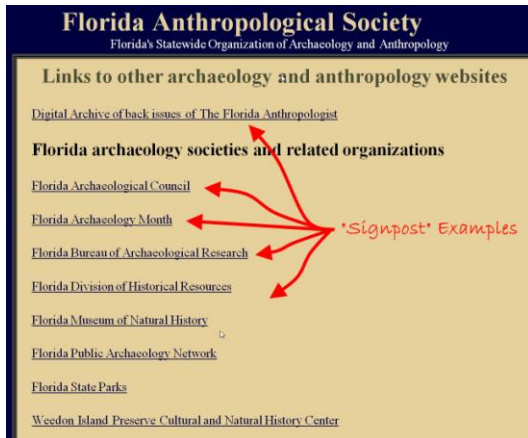 Florida Anthropological Society
Florida's Statewide Organization of Archaeology and Anthropology
Links to other archaeology and anthropology websites
Digital Archive of back issues of The Florida Anthropologist
Florida archaeology societies and related organizations
Florida Archaeological Council
Florida Archaeology Month
"Signpost" Examples
Florida Bureau of Archaeological Research
Florida Division of Historical Resources
Florida Museum of Natural History
Florida Public Archaeology Network
Florida State Parks
Weedon Island Preserve Cultural and Natural History Center